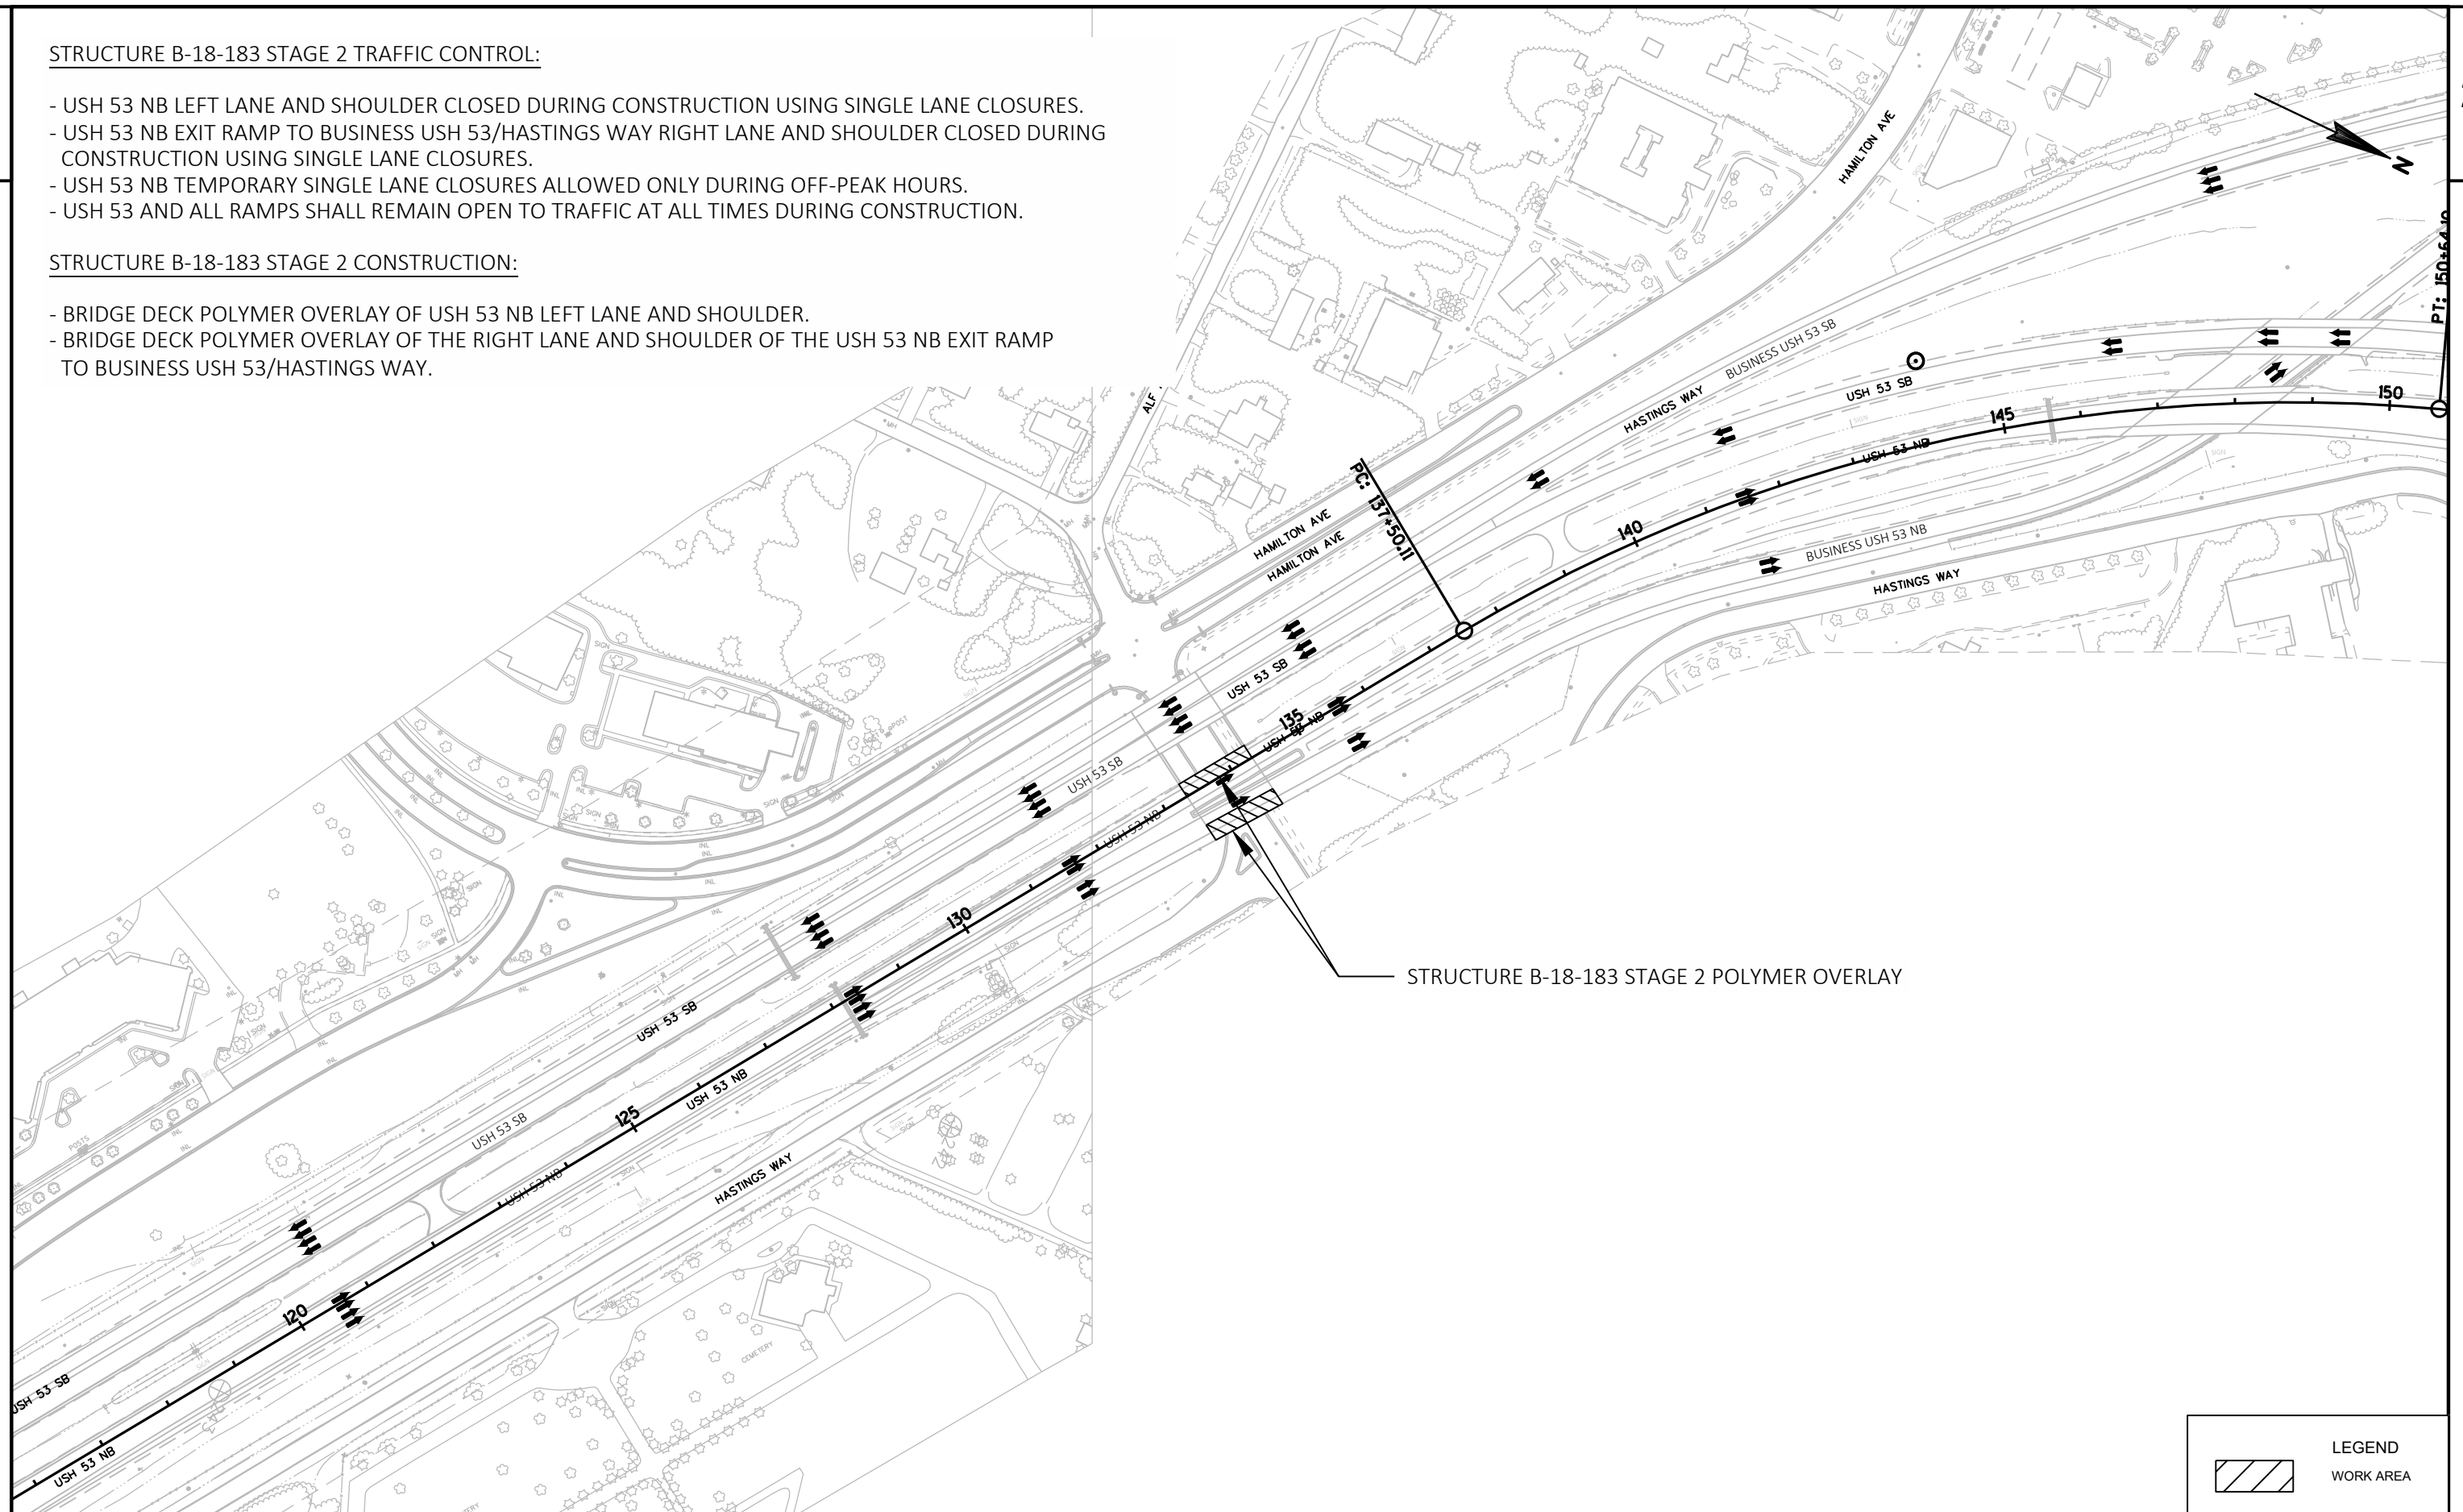 STRUCTURE B-18-183 STAGE 2 TRAFFIC CONTROL:
- USH 53 NB LEFT LANE AND SHOULDER CLOSED DURING CONSTRUCTION USING SINGLE LANE CLOSURES.
- USH 53 NB EXIT RAMP TO BUSINESS USH 53/HASTINGS WAY RIGHT LANE AND SHOULDER CLOSED DURING
CONSTRUCTION USING SINGLE LANE CLOSURES.
- USH 53 NB TEMPORARY SINGLE LANE CLOSURES ALLOWED ONLY DURING OFF-PEAK HOURS.
- USH 53 AND ALL RAMPS SHALL REMAIN OPEN TO TRAFFIC AT ALL TIMES DURING CONSTRUCTION.
STRUCTURE B-18-183 STAGE 2 CONSTRUCTION:
- BRIDGE DECK POLYMER OVERLAY OF USH 53 NB LEFT LANE AND SHOULDER.
- BRIDGE DECK POLYMER OVERLAY OF THE RIGHT LANE AND SHOULDER OF THE USH 53 NB EXIT RAMP
TO BUSINESS USH 53/HASTINGS WAY.
HAMILTON AVE
N
PT: 150+64.10
BUSINESS USH 53 SB
HASTINGS WAY
USH 53 SB
150
145
USH 53 NB
ALF
PC: 137+50.11
140
HAMILTON AVE
HAMILTON AVE
BUSINESS USH 53 NB
HASTINGS WAY
USH 53 SB
135
USH 53 NB
USH 53 SB
USH 53 NB
130
STRUCTURE B-18-183 STAGE 2 POLYMER OVERLAY
USH 53 SB
USH 53 NB
125
USH 53 SB
USH 53 NB
HASTINGS WAY
120
CEMETERY
USH 53 SB
USH 53 NB
POSTS
POST
SIGN
INL
MH
LEGEND
WORK AREA